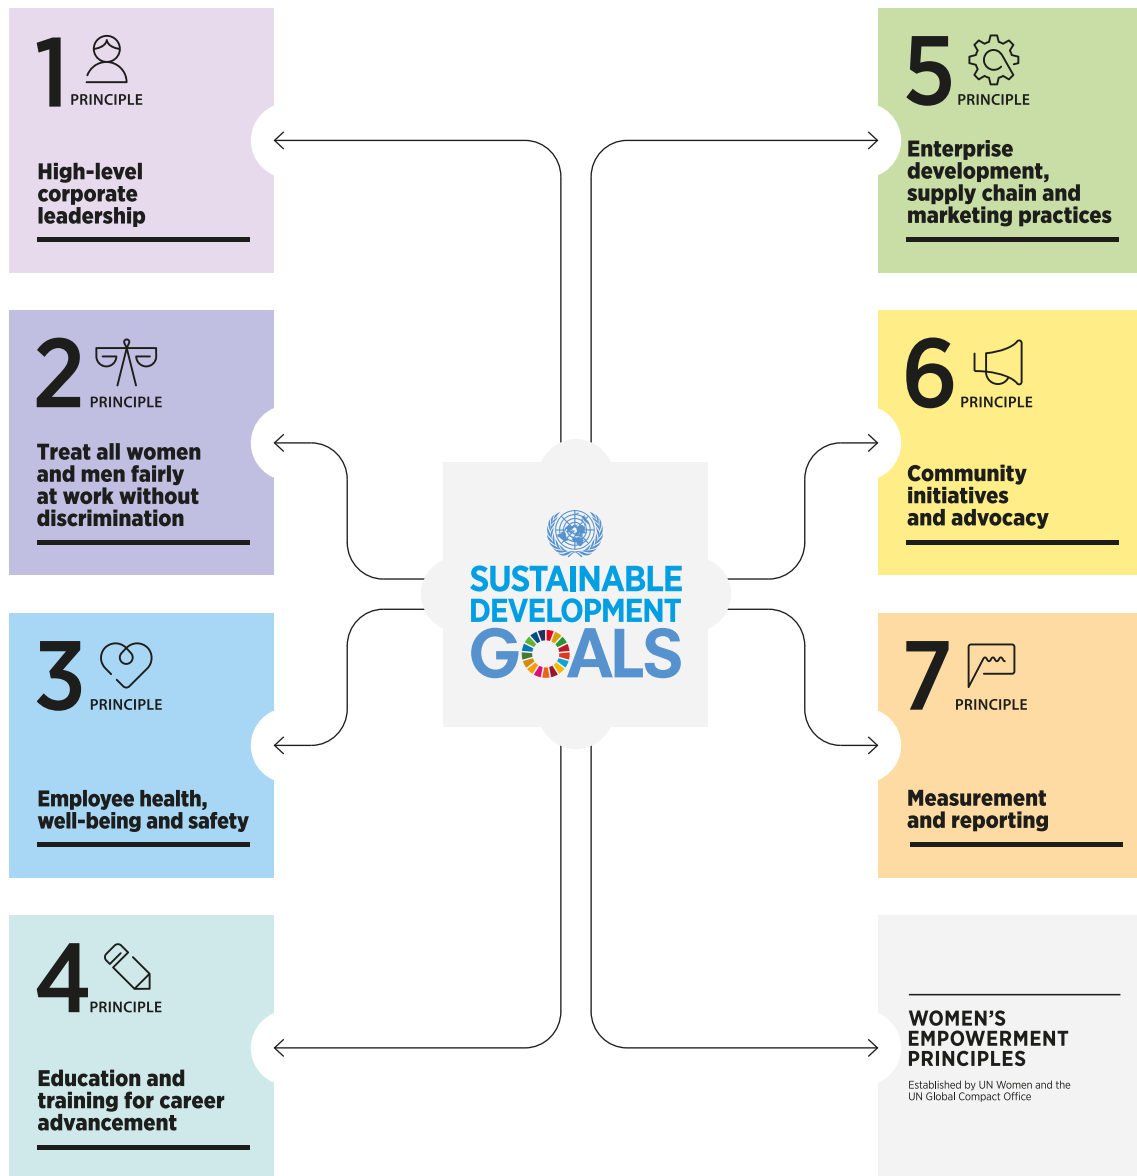 1
PRINCIPLE
High-level
corporate
leadership
2
PRINCIPLE
Treat all women
and men fairly
at work without
discrimination
3
PRINCIPLE
Employee health,
well-being and safety
4
PRINCIPLE
Education and
training for career
advancement
SUSTAINABLE
DEVELOPMENT
GOALS
5
PRINCIPLE
Enterprise
development,
supply chain and
marketing practices
6
PRINCIPLE
Community
initiatives
and advocacy
7
PRINCIPLE
Measurement
and reporting
WOMEN'S
EMPOWERMENT
PRINCIPLES
Established by UN Women and the
UN Global Compact Office